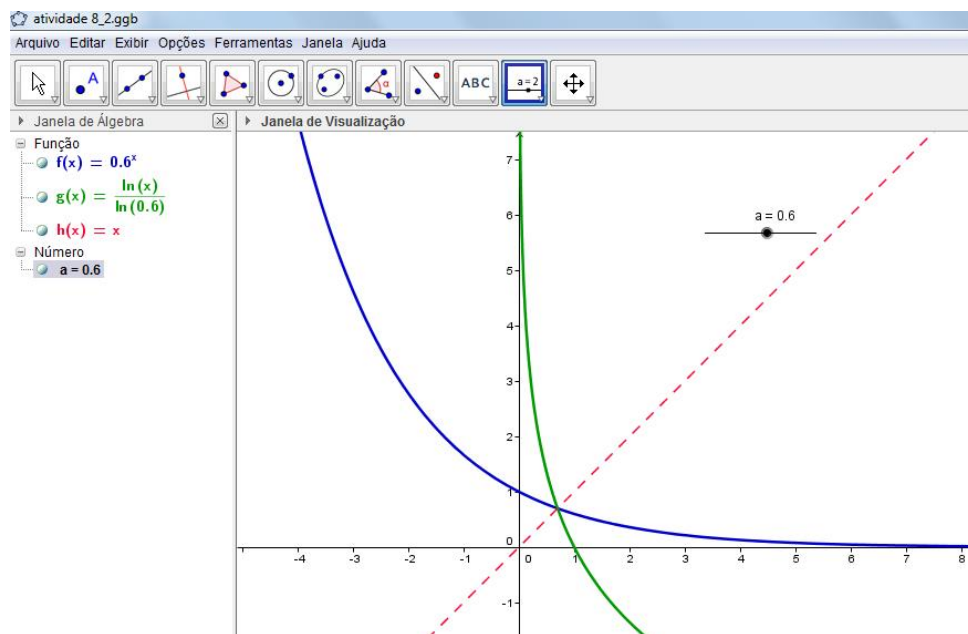 atividade 8_2.ggb
Arquivo Editar Exibir Opções Ferramentas Janela Ajuda
A
α
ABC
a=2
Janela de Álgebra
Janela de Visualização
Função
f(x) = 0.6ˣ
g(x) = ln(x) / ln(0.6)
h(x) = x
Número
a = 0.6
a = 0.6
7
6
5
4
3
2
1
0
-1
-4 -3 -2 -1 0 1 2 3 4 5 6 7 8